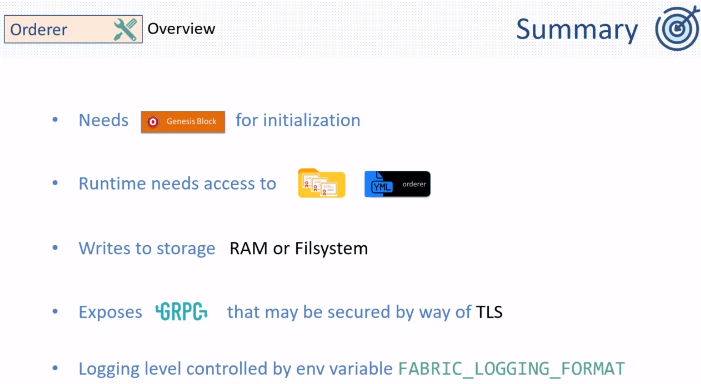 Orderer Overview Summary
• Needs Genesis Block for initialization
• Runtime needs access to YML orderer
• Writes to storage RAM or Filsystem
• Exposes GRPC that may be secured by way of TLS
• Logging level controlled by env variable FABRIC_LOGGING_FORMAT